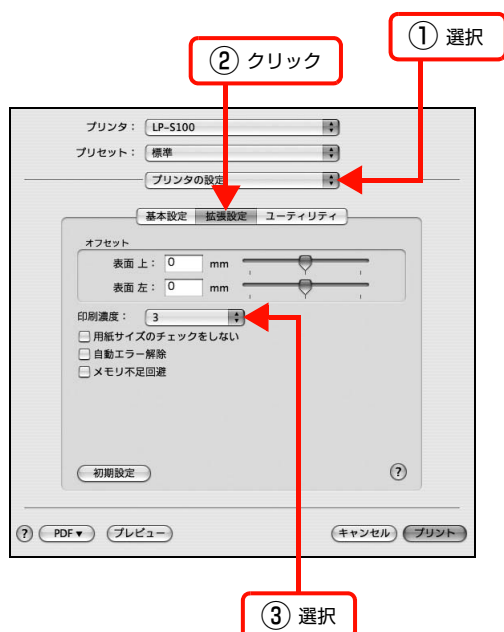 ① 選択
② クリック
プリンタ： LP-S100
プリセット： 標準
プリンタの設定
基本設定 拡張設定 ユーティリティ
オフセット
表面 上： 0 mm
表面 左： 0 mm
印刷濃度： 3
用紙サイズのチェックをしない
自動エラー解除
メモリ不足回避
初期設定 ?
? PDF▼ プレビュー キャンセル プリント
③ 選択